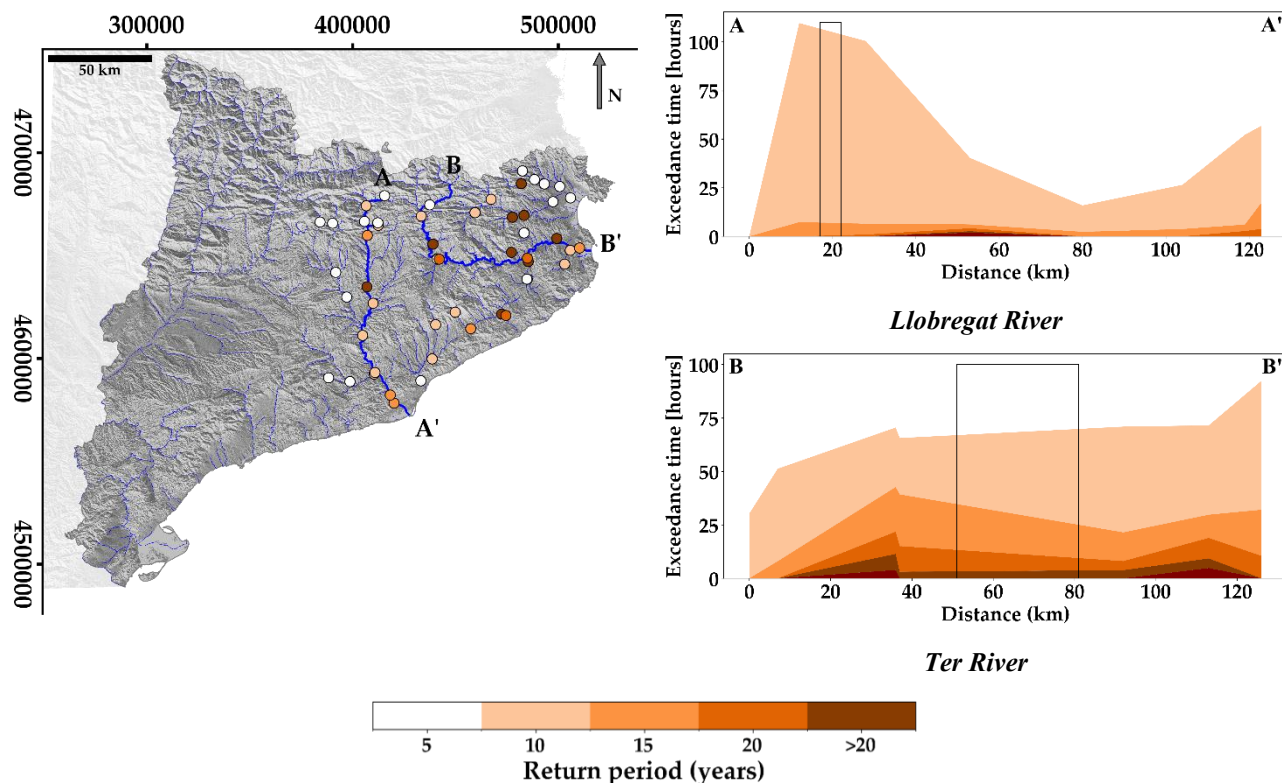 300000 400000 500000
50 km
N
4700000
4600000
4500000
A
B
B'
A'
A A'
Exceedance time [hours]
100
75
50
25
0
0 20 40 60 80 100 120
Distance (km)
Llobregat River
B B'
Exceedance time [hours]
100
75
50
25
0
0 20 40 60 80 100 120
Distance (km)
Ter River
5 10 15 20 >20
Return period (years)